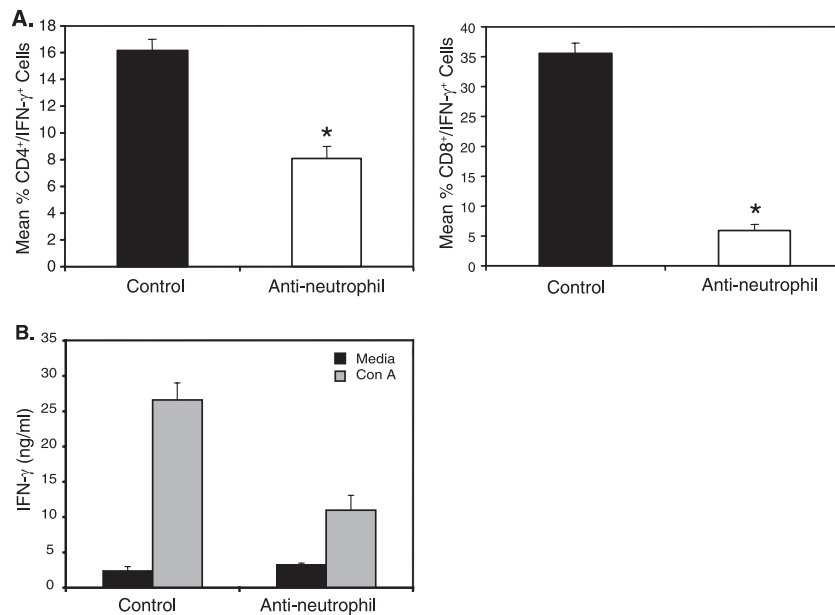 A.
Mean % CD4⁺/IFN-γ⁺ Cells
18
16
14
12
10
8
6
4
2
0
*
Control
Anti-neutrophil
Mean % CD8⁺/IFN-γ⁺ Cells
40
35
30
25
20
15
10
5
0
*
Control
Anti-neutrophil
B.
IFN-γ (ng/ml)
35
30
25
20
15
10
5
0
Media
Con A
Control
Anti-neutrophil